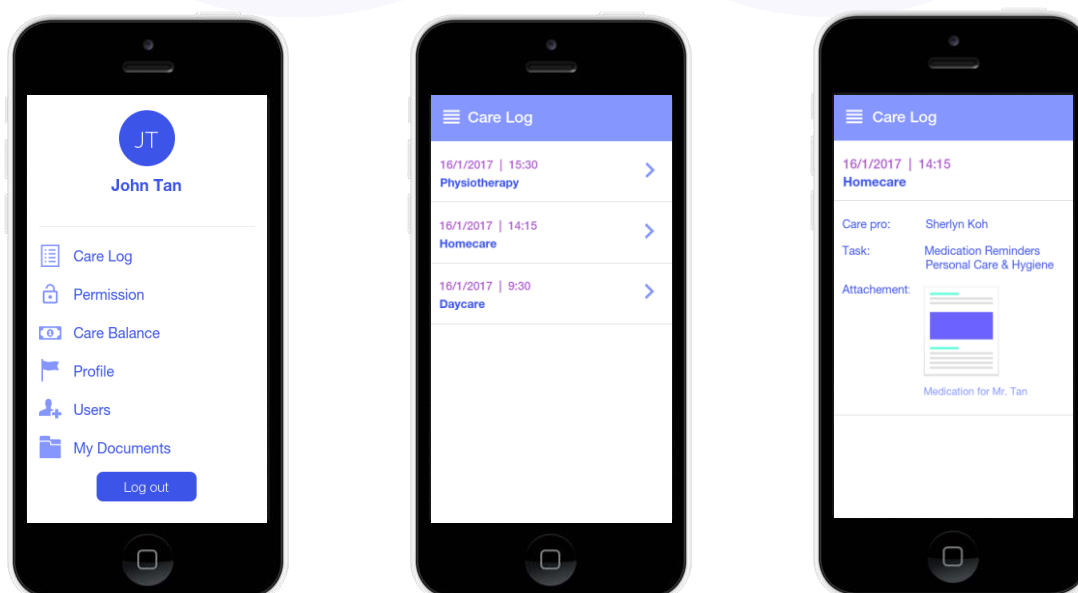 JT
John Tan
Care Log
Permission
Care Balance
Profile
Users
My Documents
Log out
Care Log
16/1/2017 | 15:30
Physiotherapy
16/1/2017 | 14:15
Homecare
16/1/2017 | 9:30
Daycare
Care Log
16/1/2017 | 14:15
Homecare
Care pro: Sherlyn Koh
Task: Medication Reminders
Personal Care & Hygiene
Attachement:
Medication for Mr. Tan